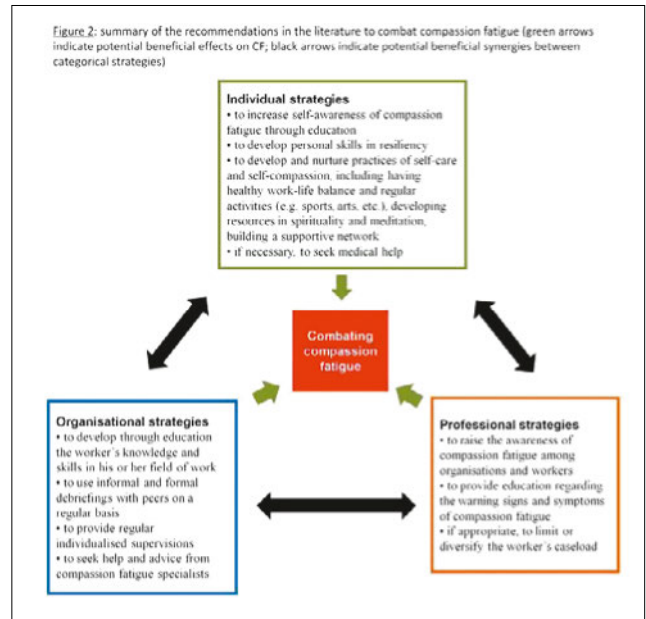 Figure 2: summary of the recommendations in the literature to combat compassion fatigue (green arrows
indicate potential beneficial effects on CF; black arrows indicate potential beneficial synergies between
categorical strategies)
Individual strategies
• to increase self-awareness of compassion
fatigue through education
• to develop personal skills in resiliency
• to develop and nurture practices of self-care
and self-compassion, including having
healthy work-life balance and regular
activities (e.g. sports, arts, etc.), developing
resources in spirituality and meditation,
building a supportive network
• if necessary, to seek medical help
Combating
compassion
fatigue
Organisational strategies
• to develop through education
the worker's knowledge and
skills in his or her field of work
• to use informal and formal
debriefings with peers on a
regular basis
• to provide regular
individualised supervisions
• to seek help and advice from
compassion fatigue specialists
Professional strategies
• to raise the awareness of
compassion fatigue among
organisations and workers
• to provide education regarding
the warning signs and symptoms
of compassion fatigue
• if appropriate, to limit or
diversify the worker's caseload